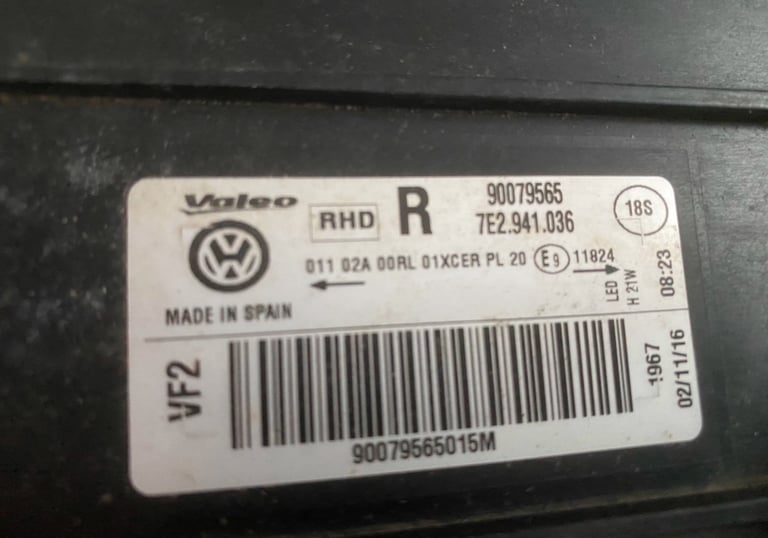 Valeo
RHD
R
90079565
7E2.941.036
18S
011 02A 00RL 01XCER PL 20 E9 11824
LED
H 21W
08:23
MADE IN SPAIN
VF2
90079565015M
1967
02/11/16